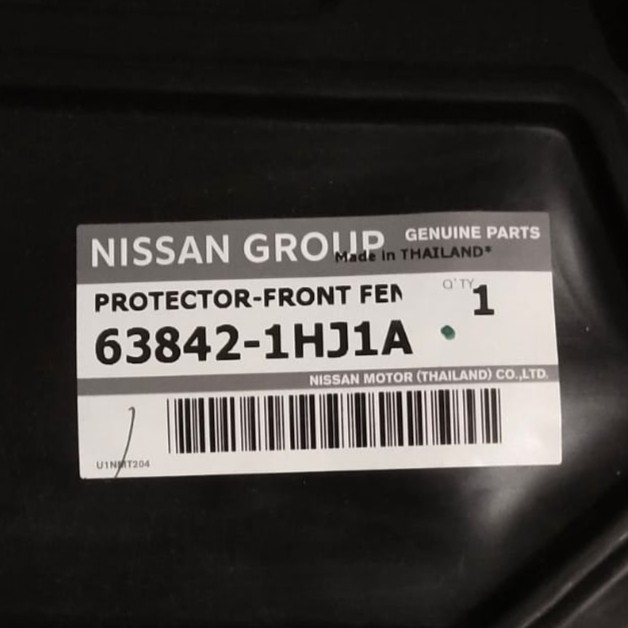 NISSAN GROUP GENUINE PARTS
Made in THAILAND*
PROTECTOR-FRONT FEN
Q'TY 1
63842-1HJ1A
NISSAN MOTOR (THAILAND) CO.,LTD.
U1NMT204